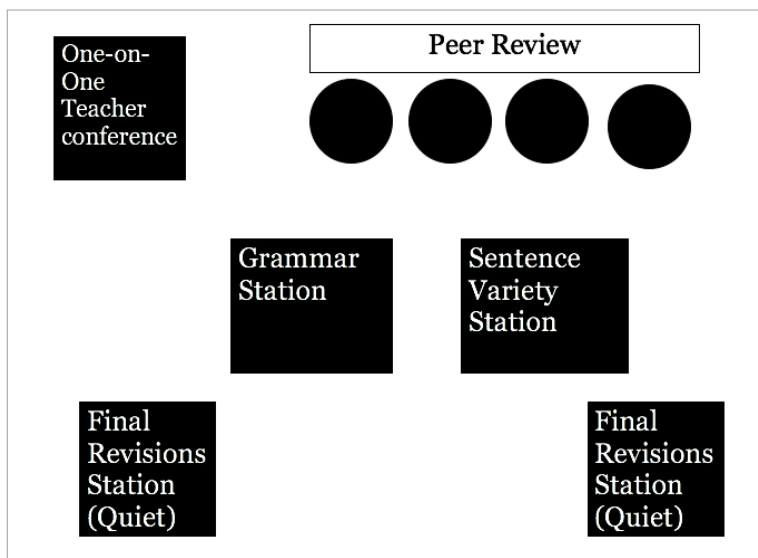 One-on-
One
Teacher
conference
Peer Review
Grammar
Station
Sentence
Variety
Station
Final
Revisions
Station
(Quiet)
Final
Revisions
Station
(Quiet)